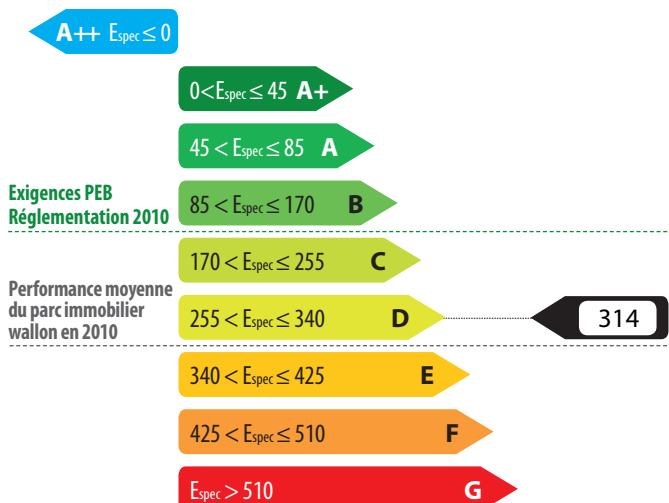 A++ Espec ≤ 0
0<Espec ≤ 45 A+
45 < Espec ≤ 85 A
Exigences PEB
Réglementation 2010
85 < Espec ≤ 170 B
170 < Espec ≤ 255 C
Performance moyenne
du parc immobilier
wallon en 2010
255 < Espec ≤ 340 D
314
340 < Espec ≤ 425 E
425 < Espec ≤ 510 F
Espec > 510 G